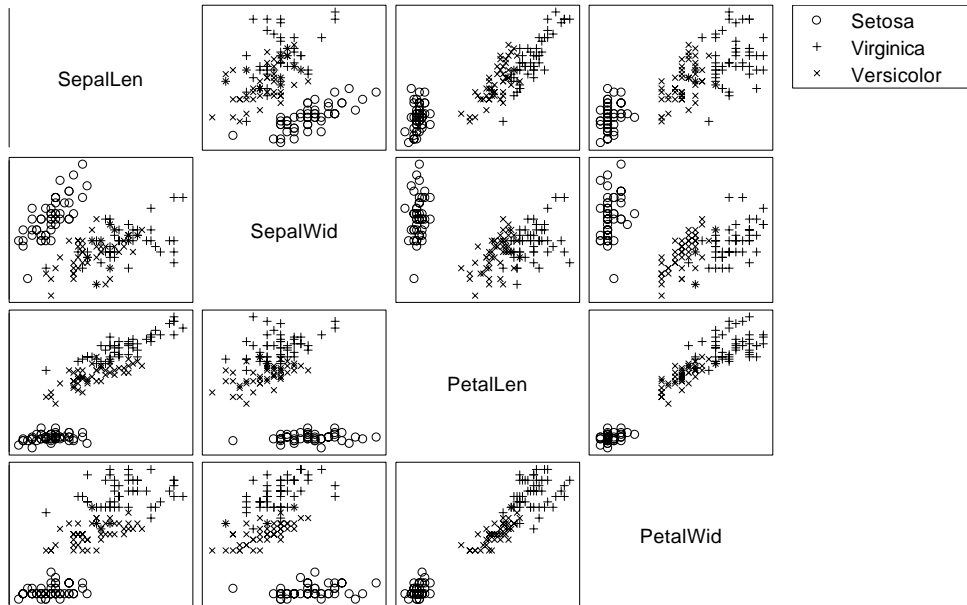 Setosa
Virginica
Versicolor
SepalLen
SepalWid
PetalLen
PetalWid